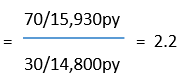 70/15,930py
= = 2.2
30/14,800py